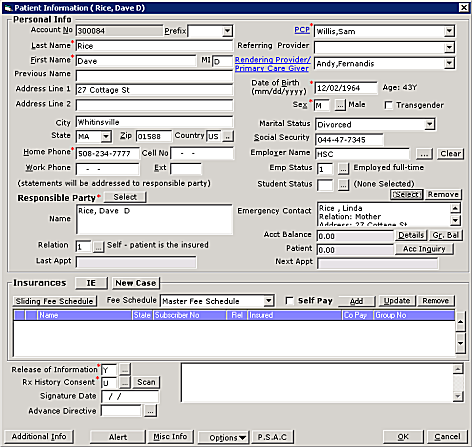 Patient Information ( Rice, Dave D)
Personal Info
Account No 300084 Prefix
PCP* Willis,Sam
Last Name* Rice
Referring Provider
First Name* Dave MI D
Rendering Provider/ Primary Care Giver Andy,Fernandis
Previous Name
Address Line 1 27 Cottage St
Date of Birth* (mm/dd/yyyy) 12/02/1964 Age: 43Y
Address Line 2
Sex* M ... Male Transgender
City Whitinsville
Marital Status Divorced
State MA Zip 01588 Country US ..
Social Security 044-47-7345
Home Phone* 508-234-7777 Cell No - -
Employer Name HSC ... Clear
Work Phone - - Ext
Emp Status 1 ... Employed full-time
(statements will be addressed to responsible party)
Student Status ... (None Selected)
Responsible Party* Select
Select Remove
Name Rice, Dave D
Emergency Contact Rice , Linda
Relation: Mother
Address: 27 Cottage St
Acct Balance 0.00 Details Gr. Bal
Relation 1 ... Self - patient is the insured
Patient 0.00 Acc Inquiry
Last Appt
Next Appt
Insurances IE New Case
Sliding Fee Schedule Fee Schedule Master Fee Schedule Self Pay Add Update Remove
Name State Subscriber No Rel Insured Co Pay Group No
Release of Information* Y ...
Rx History Consent* U ... Scan
Signature Date / /
Advance Directive ...
Additional Info Alert Misc Info Options P.S.A.C OK Cancel